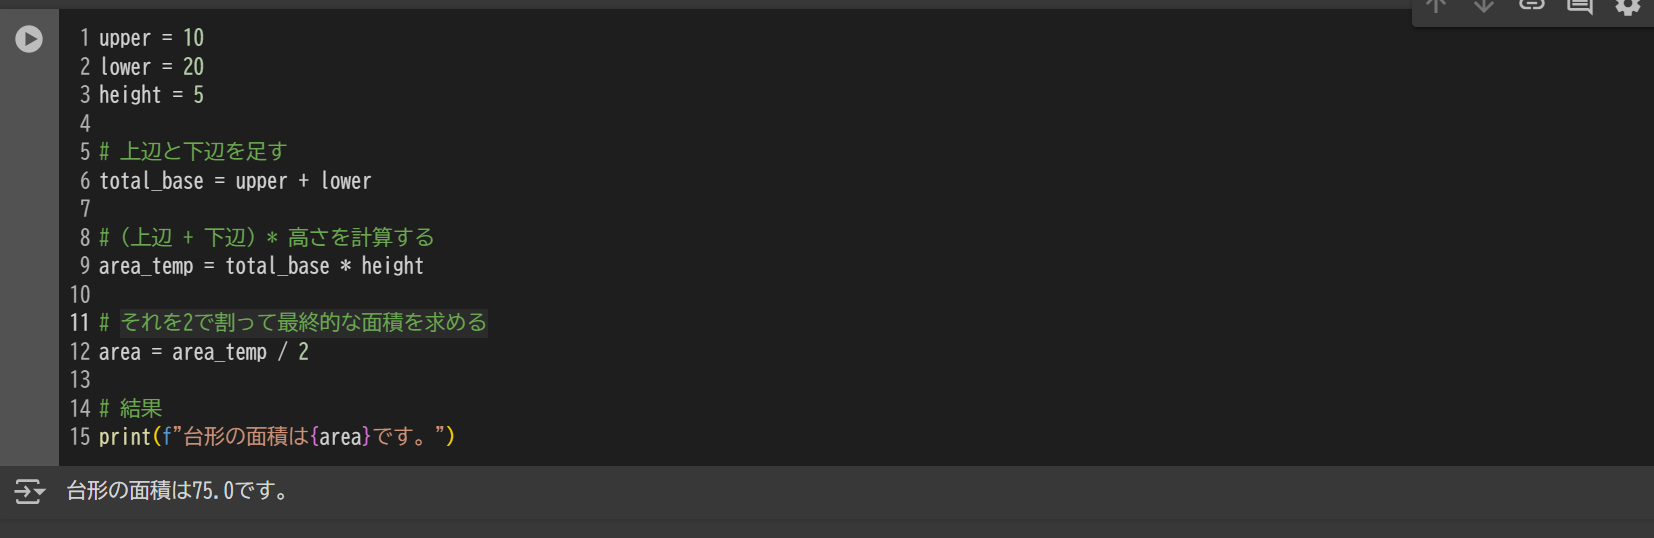 1 upper = 10
2 lower = 20
3 height = 5
4
5 # 上辺と下辺を足す
6 total_base = upper + lower
7
8 # (上辺 + 下辺) * 高さを計算する
9 area_temp = total_base * height
10
11 # それを2で割って最終的な面積を求める
12 area = area_temp / 2
13
14 # 結果
15 print(f"台形の面積は{area}です。")
台形の面積は75.0です。